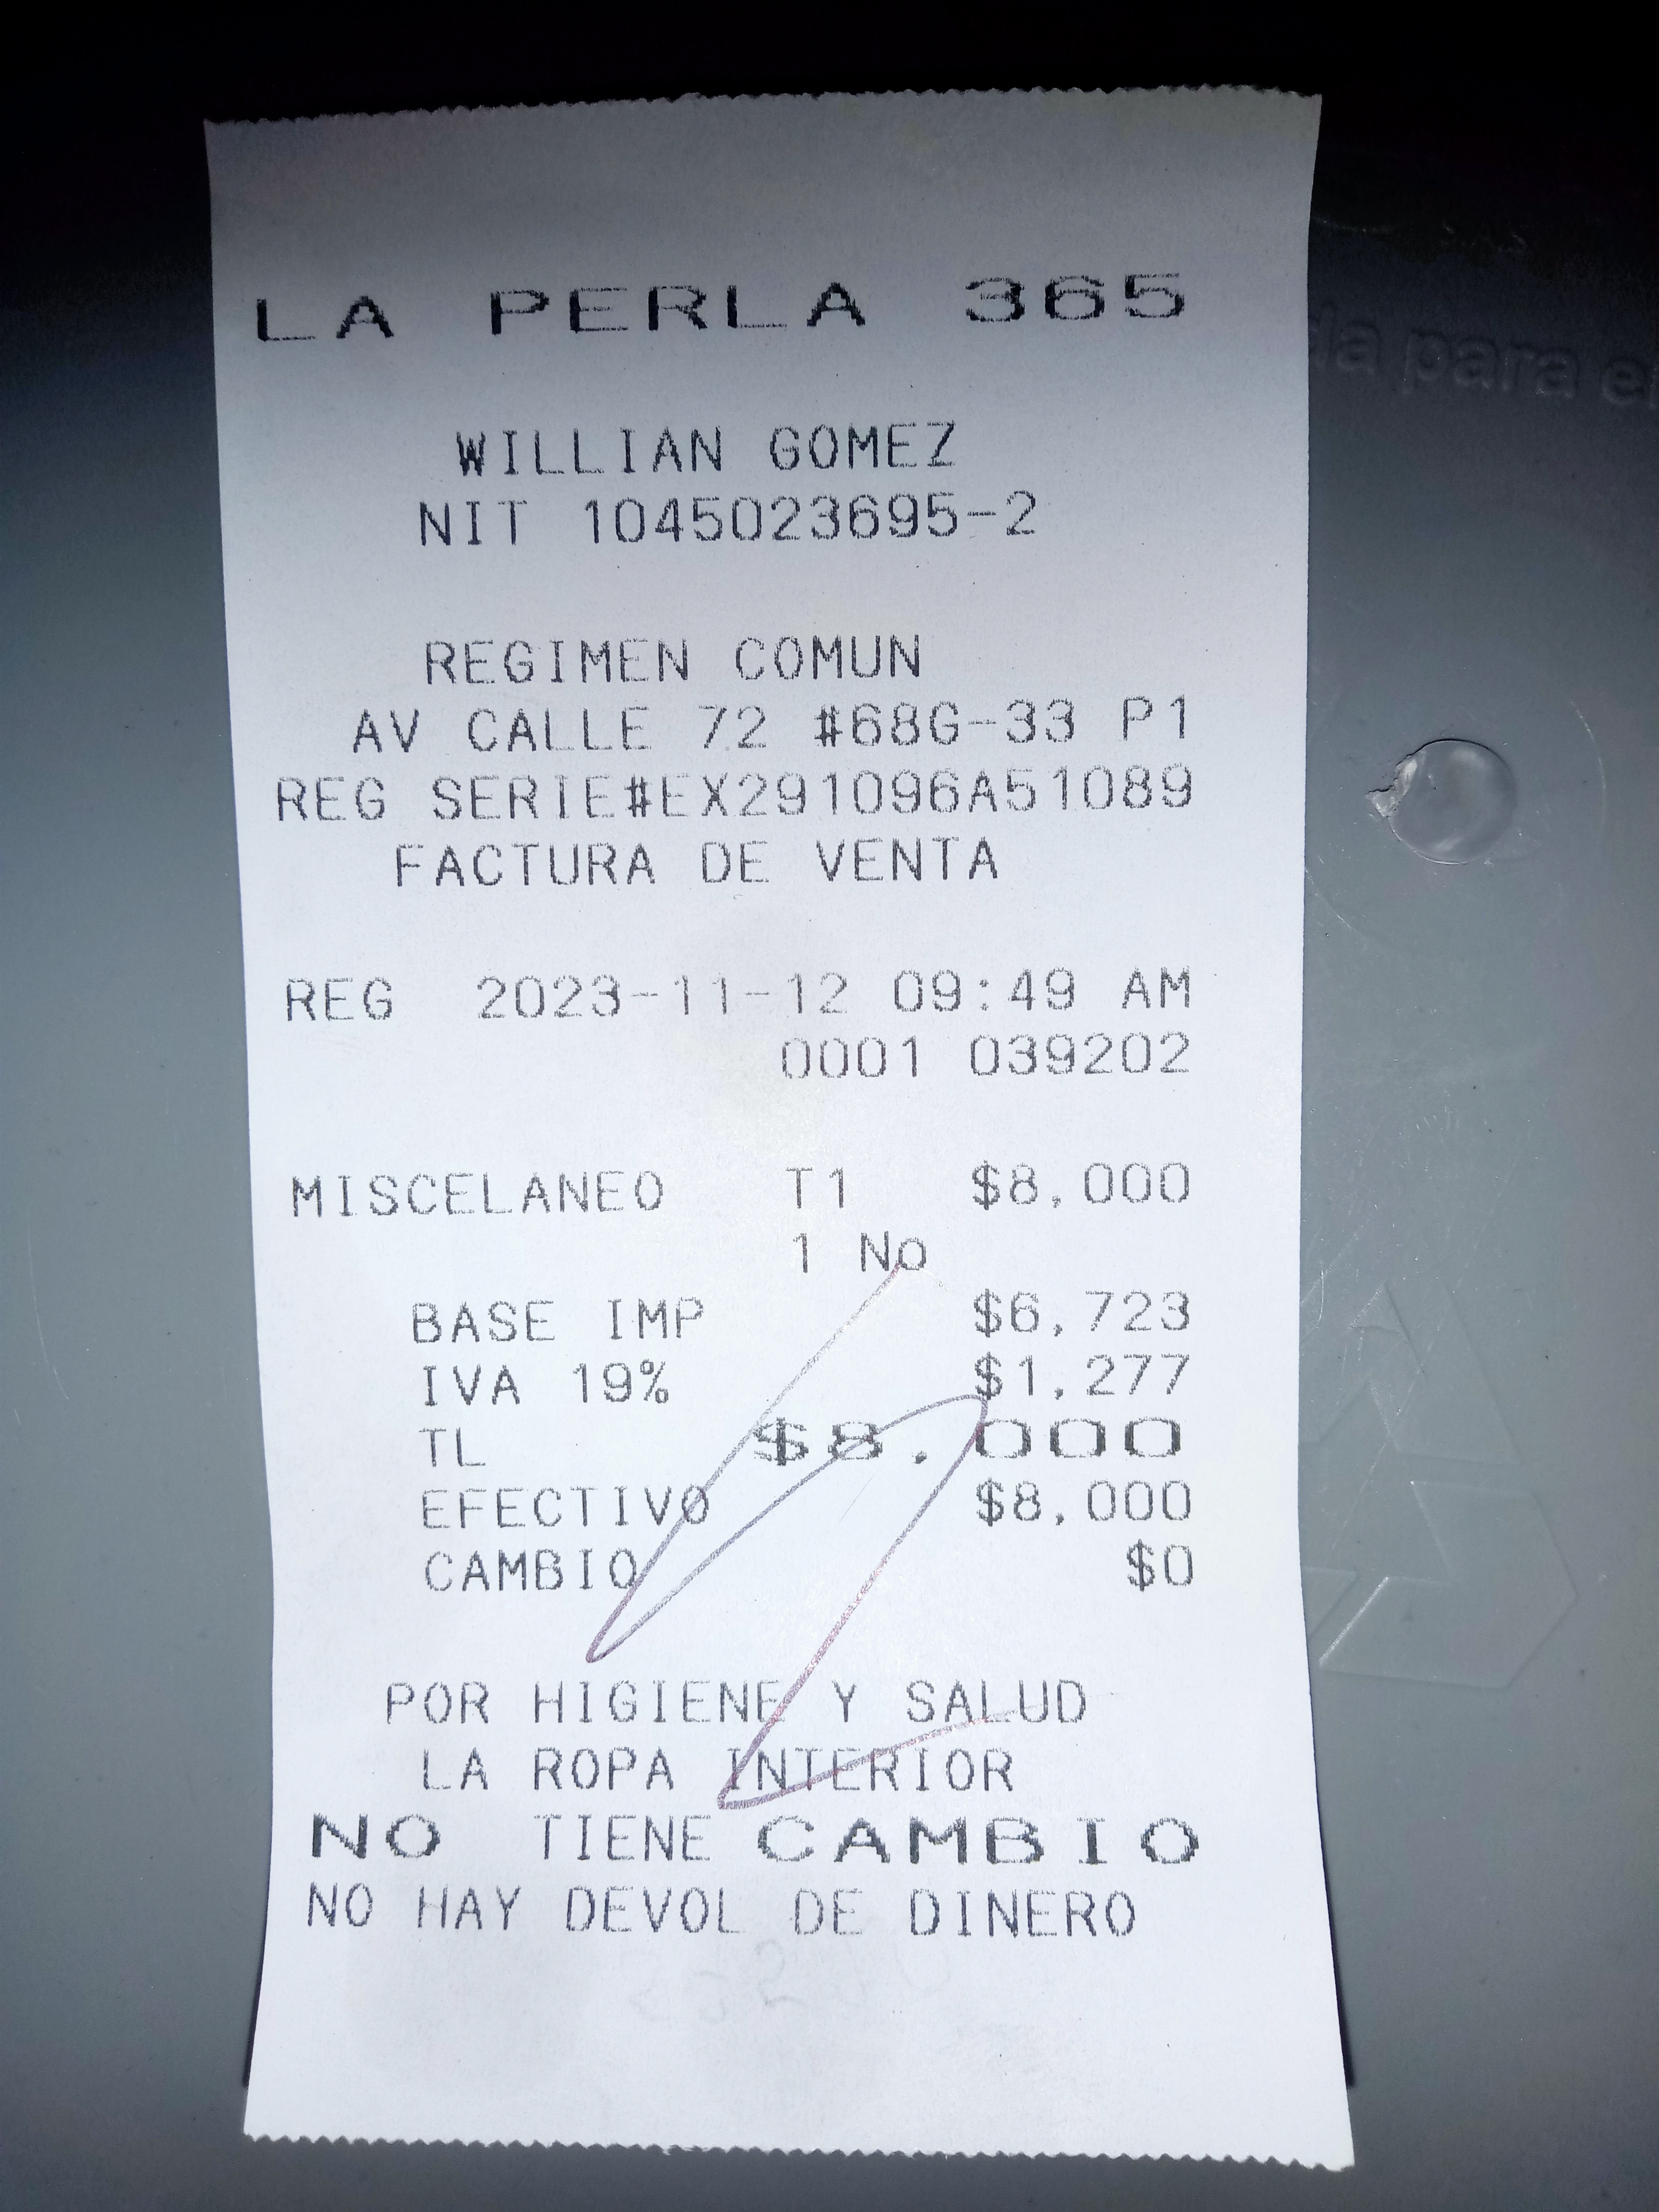 LA PERLA 365
WILLIAN GOMEZ
NIT 1045023695-2
REGIMEN COMUN
AV CALLE 72 #68G-33 P1
REG SERIE#EX291096A51089
FACTURA DE VENTA
REG 2023-11-12 09:49 AM
0001 039202
MISCELANEO T1 $8,000
1 No
BASE IMP $6,723
IVA 19% $1,277
TL $8.000
EFECTIVO $8,000
CAMBIO $0
POR HIGIENE Y SALUD
LA ROPA INTERIOR
NO TIENE CAMBIO
NO HAY DEVOL DE DINERO
para